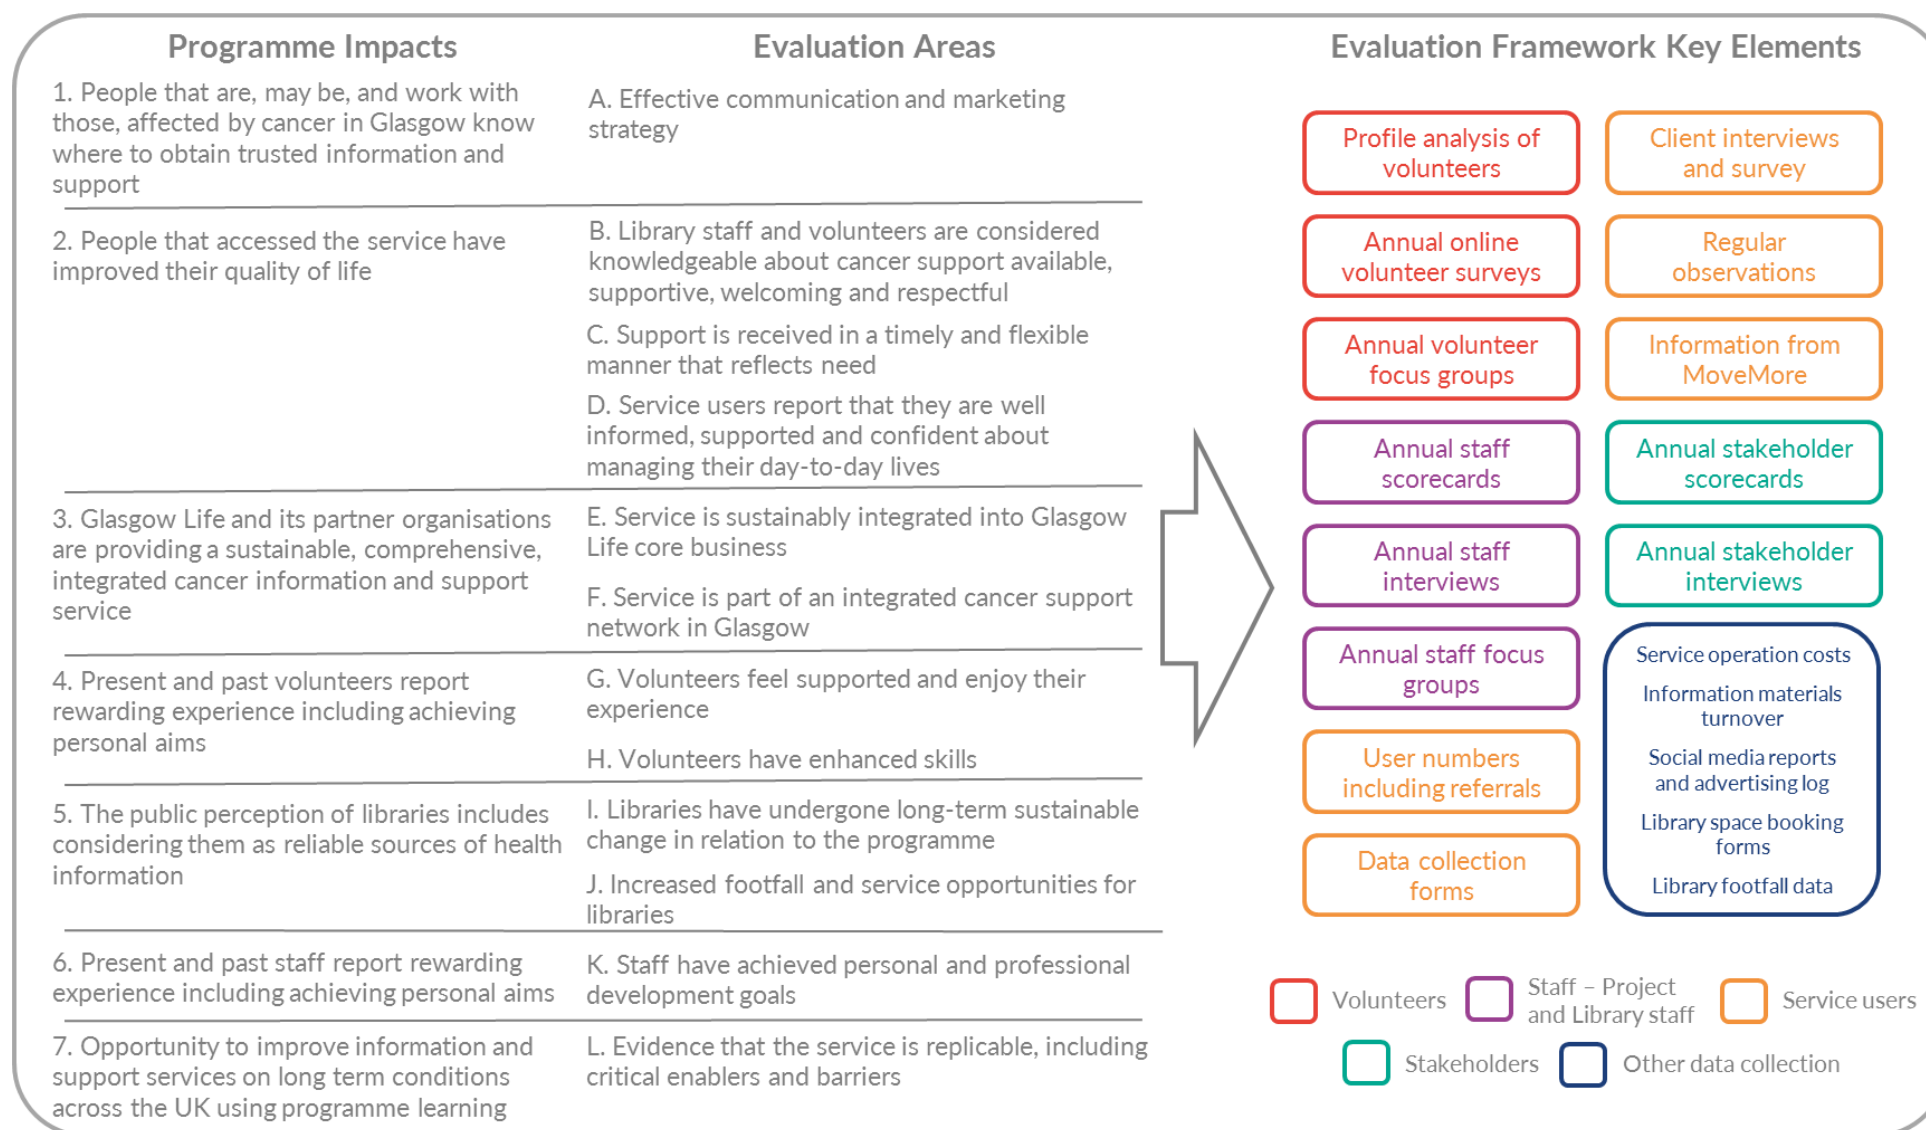 Programme Impacts
Evaluation Areas
Evaluation Framework Key Elements
1. People that are, may be, and work with
those, affected by cancer in Glasgow know
where to obtain trusted information and
support
A. Effective communication and marketing
strategy
2. People that accessed the service have
improved their quality of life
B. Library staff and volunteers are considered
knowledgeable about cancer support available,
supportive, welcoming and respectful
C. Support is received in a timely and flexible
manner that reflects need
D. Service users report that they are well
informed, supported and confident about
managing their day-to-day lives
3. Glasgow Life and its partner organisations
are providing a sustainable, comprehensive,
integrated cancer information and support
service
E. Service is sustainably integrated into Glasgow
Life core business
F. Service is part of an integrated cancer support
network in Glasgow
4. Present and past volunteers report
rewarding experience including achieving
personal aims
G. Volunteers feel supported and enjoy their
experience
H. Volunteers have enhanced skills
5. The public perception of libraries includes
considering them as reliable sources of health
information
I. Libraries have undergone long-term sustainable
change in relation to the programme
J. Increased footfall and service opportunities for
libraries
6. Present and past staff report rewarding
experience including achieving personal aims
K. Staff have achieved personal and professional
development goals
7. Opportunity to improve information and
support services on long term conditions
across the UK using programme learning
L. Evidence that the service is replicable, including
critical enablers and barriers
Profile analysis of
volunteers
Client interviews
and survey
Annual online
volunteer surveys
Regular
observations
Annual volunteer
focus groups
Information from
MoveMore
Annual staff
scorecards
Annual stakeholder
scorecards
Annual staff
interviews
Annual stakeholder
interviews
Annual staff focus
groups
User numbers
including referrals
Data collection
forms
Service operation costs
Information materials
turnover
Social media reports
and advertising log
Library space booking
forms
Library footfall data
Volunteers
Staff – Project
and Library staff
Service users
Stakeholders
Other data collection